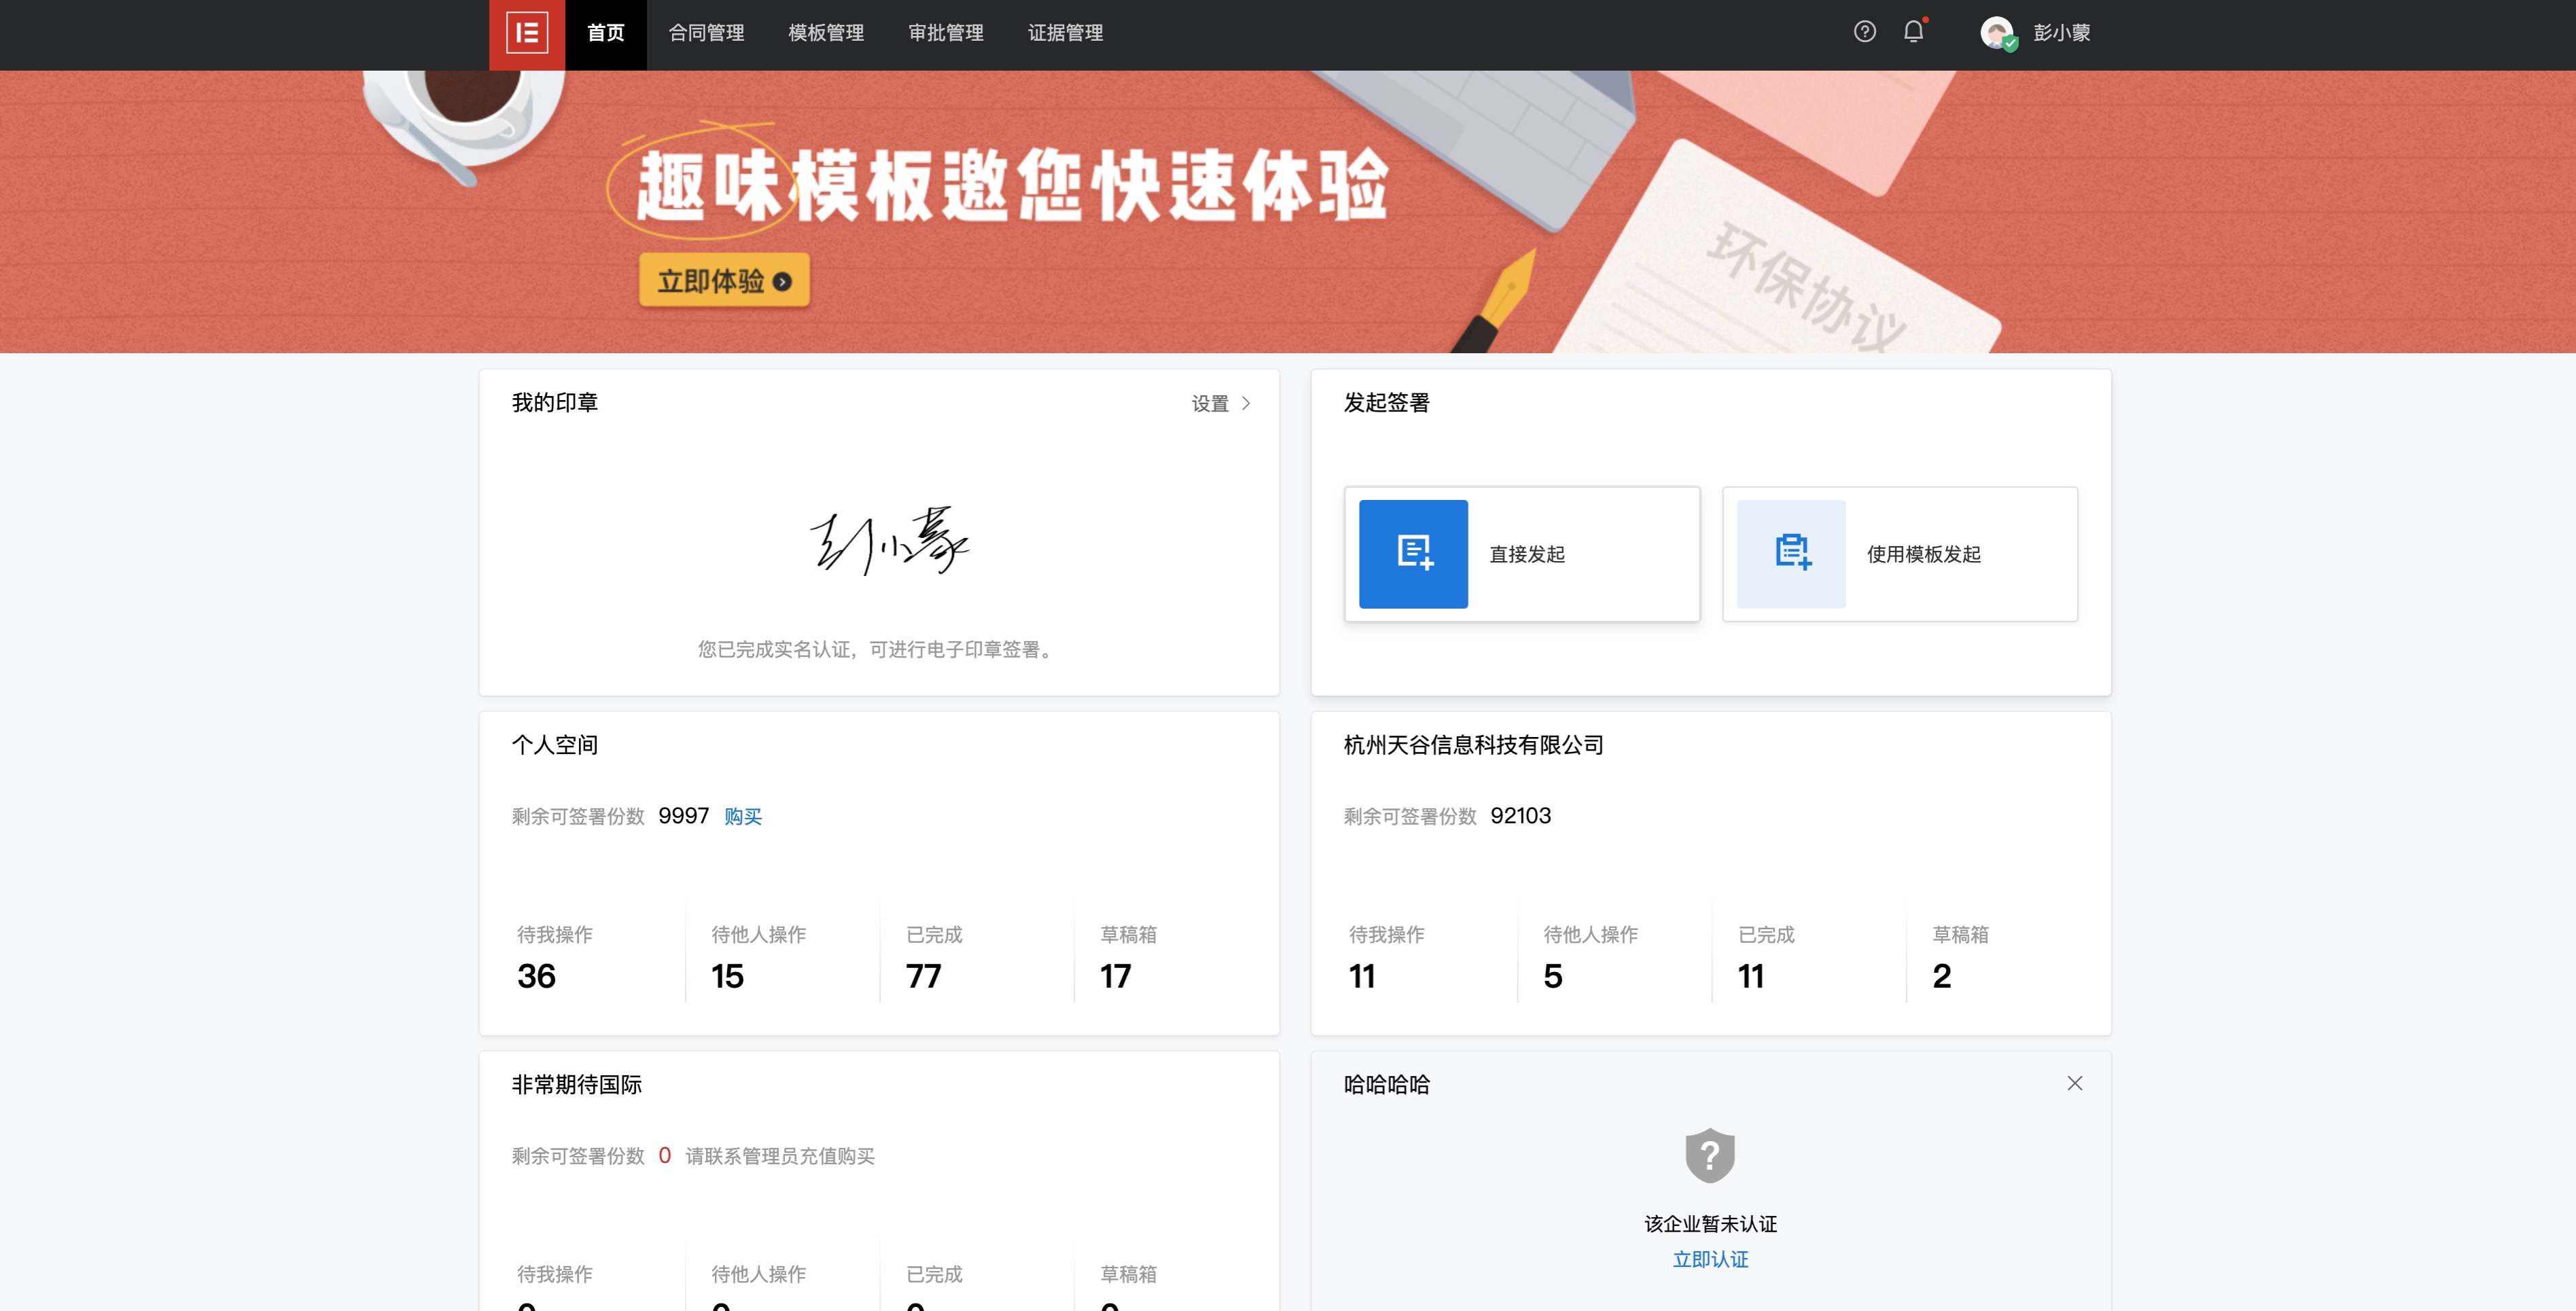 首页 合同管理 模板管理 审批管理 证据管理 彭小蒙
趣味模板邀您快速体验
立即体验
环保协议
我的印章 设置
彭小蒙
您已完成实名认证，可进行电子印章签署。
发起签署
直接发起 使用模板发起
个人空间
剩余可签署份数 9997 购买
待我操作 待他人操作 已完成 草稿箱
36 15 77 17
杭州天谷信息科技有限公司
剩余可签署份数 92103
待我操作 待他人操作 已完成 草稿箱
11 5 11 2
非常期待国际
剩余可签署份数 0 请联系管理员充值购买
待我操作 待他人操作 已完成 草稿箱
哈哈哈哈
该企业暂未认证
立即认证